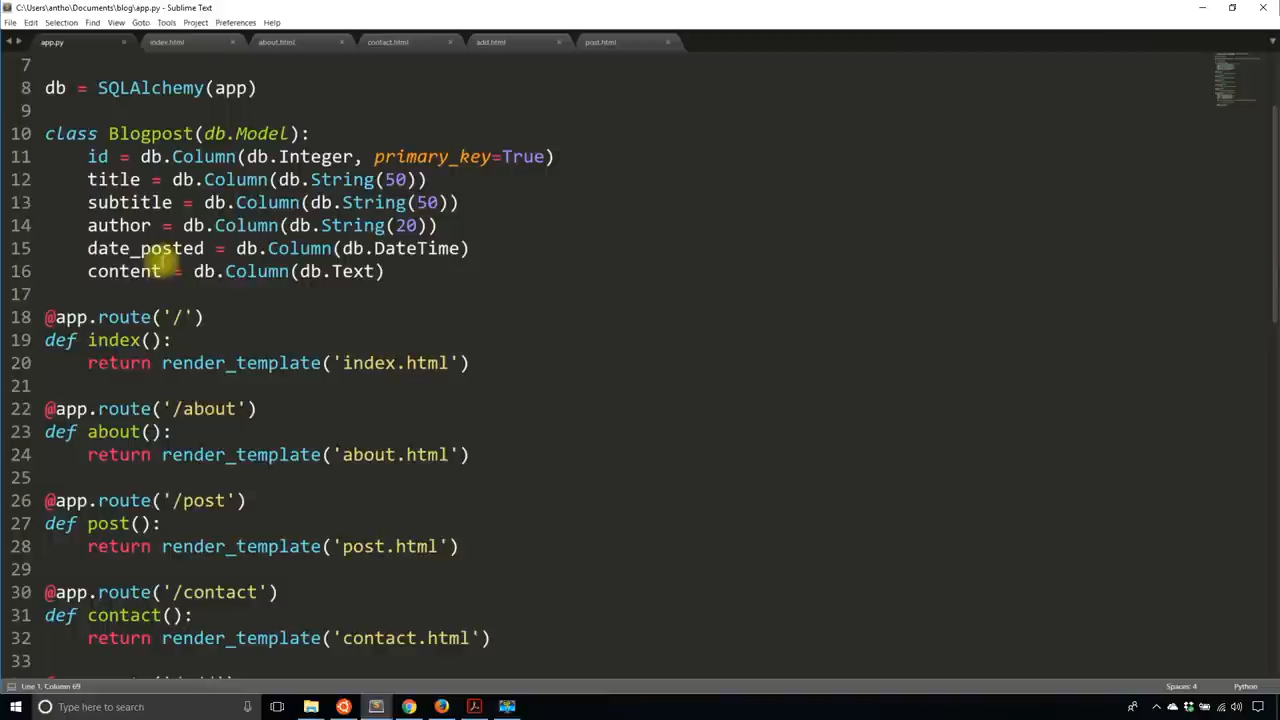 C:\Users\antho\Documents\blog\app.py - Sublime Text
File Edit Selection Find View Goto Tools Project Preferences Help
app.py index.html about.html contact.html add.html post.html
7
8 db = SQLAlchemy(app)
9
10 class Blogpost(db.Model):
11 id = db.Column(db.Integer, primary_key=True)
12 title = db.Column(db.String(50))
13 subtitle = db.Column(db.String(50))
14 author = db.Column(db.String(20))
15 date_posted = db.Column(db.DateTime)
16 content = db.Column(db.Text)
17
18 @app.route('/')
19 def index():
20 return render_template('index.html')
21
22 @app.route('/about')
23 def about():
24 return render_template('about.html')
25
26 @app.route('/post')
27 def post():
28 return render_template('post.html')
29
30 @app.route('/contact')
31 def contact():
32 return render_template('contact.html')
33
Line 1, Column 69 Spaces: 4 Python
Type here to search